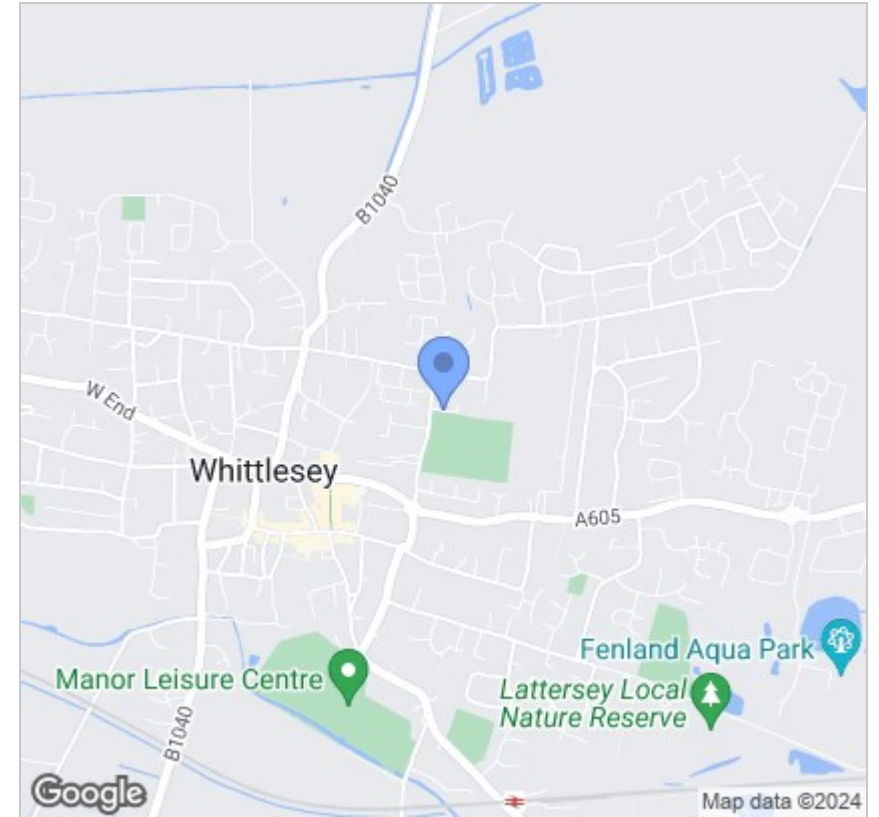 B1040
W End
Whittlesey
A605
Fenland Aqua Park
Manor Leisure Centre
Lattersey Local
Nature Reserve
B1040
Google
Map data ©2024